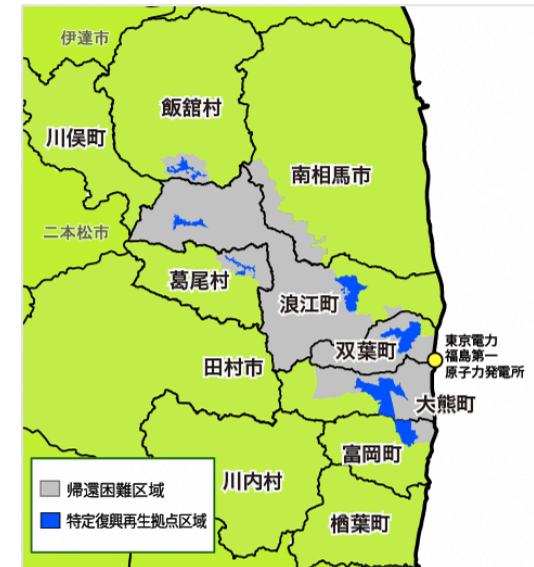 伊達市
飯舘村
川俣町
南相馬市
二本松市
葛尾村
浪江町
双葉町
東京電力
福島第一
原子力発電所
田村市
大熊町
富岡町
川内村
楢葉町
帰還困難区域
特定復興再生拠点区域